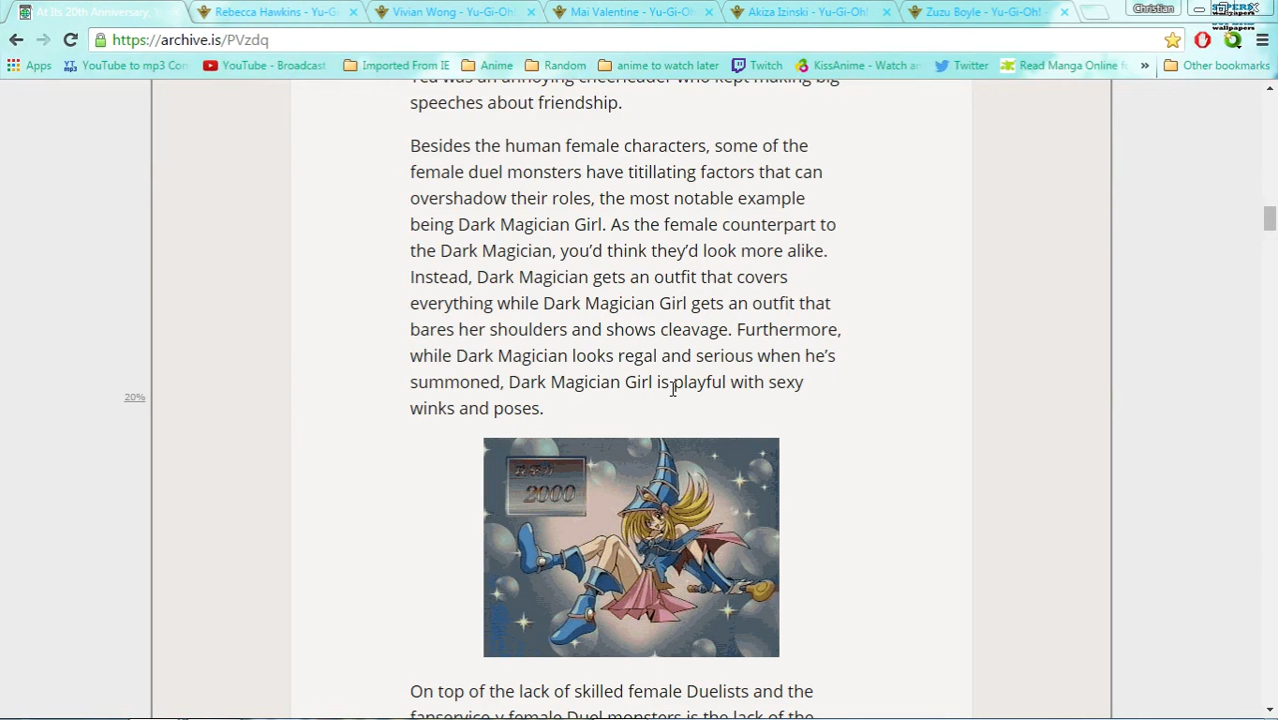 At Its 20th Anniversary, Y
Rebecca Hawkins - Yu-Gi-
Vivian Wong - Yu-Gi-Oh!
Mai Valentine - Yu-Gi-Oh
Akiza Izinski - Yu-Gi-Oh!
Zuzu Boyle - Yu-Gi-Oh! -
Christian
wallpapers
https://archive.is/PVzdq
Apps
YouTube to mp3 Con
YouTube - Broadcast
Imported From IE
Anime
Random
anime to watch later
Twitch
KissAnime - Watch a
Twitter
Read Manga Online f
»
Other bookmarks
Tea was an annoying cheerleader who kept making big
speeches about friendship.
Besides the human female characters, some of the
female duel monsters have titillating factors that can
overshadow their roles, the most notable example
being Dark Magician Girl. As the female counterpart to
the Dark Magician, you'd think they'd look more alike.
Instead, Dark Magician gets an outfit that covers
everything while Dark Magician Girl gets an outfit that
bares her shoulders and shows cleavage. Furthermore,
while Dark Magician looks regal and serious when he's
summoned, Dark Magician Girl is playful with sexy
winks and poses.
20%
2000
On top of the lack of skilled female Duelists and the
fanservice-y female Duel monsters is the lack of the